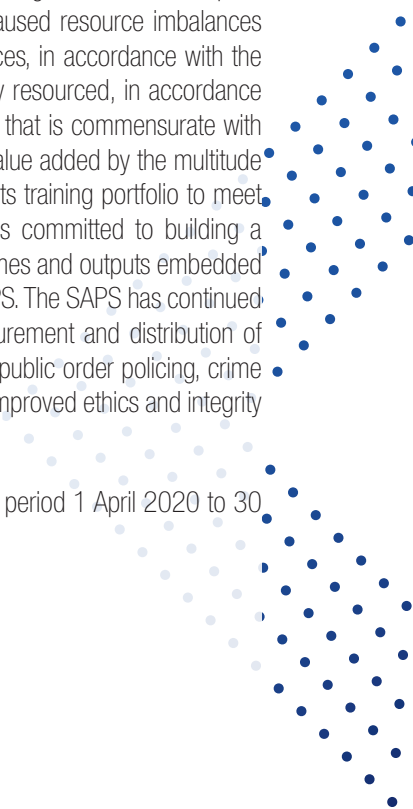 aused resource imbalances
ces, in accordance with the
y resourced, in accordance
that is commensurate with
alue added by the multitude
ts training portfolio to meet
s committed to building a
nes and outputs embedded
PS. The SAPS has continued
urement and distribution of
public order policing, crime
mproved ethics and integrity
period 1 April 2020 to 30